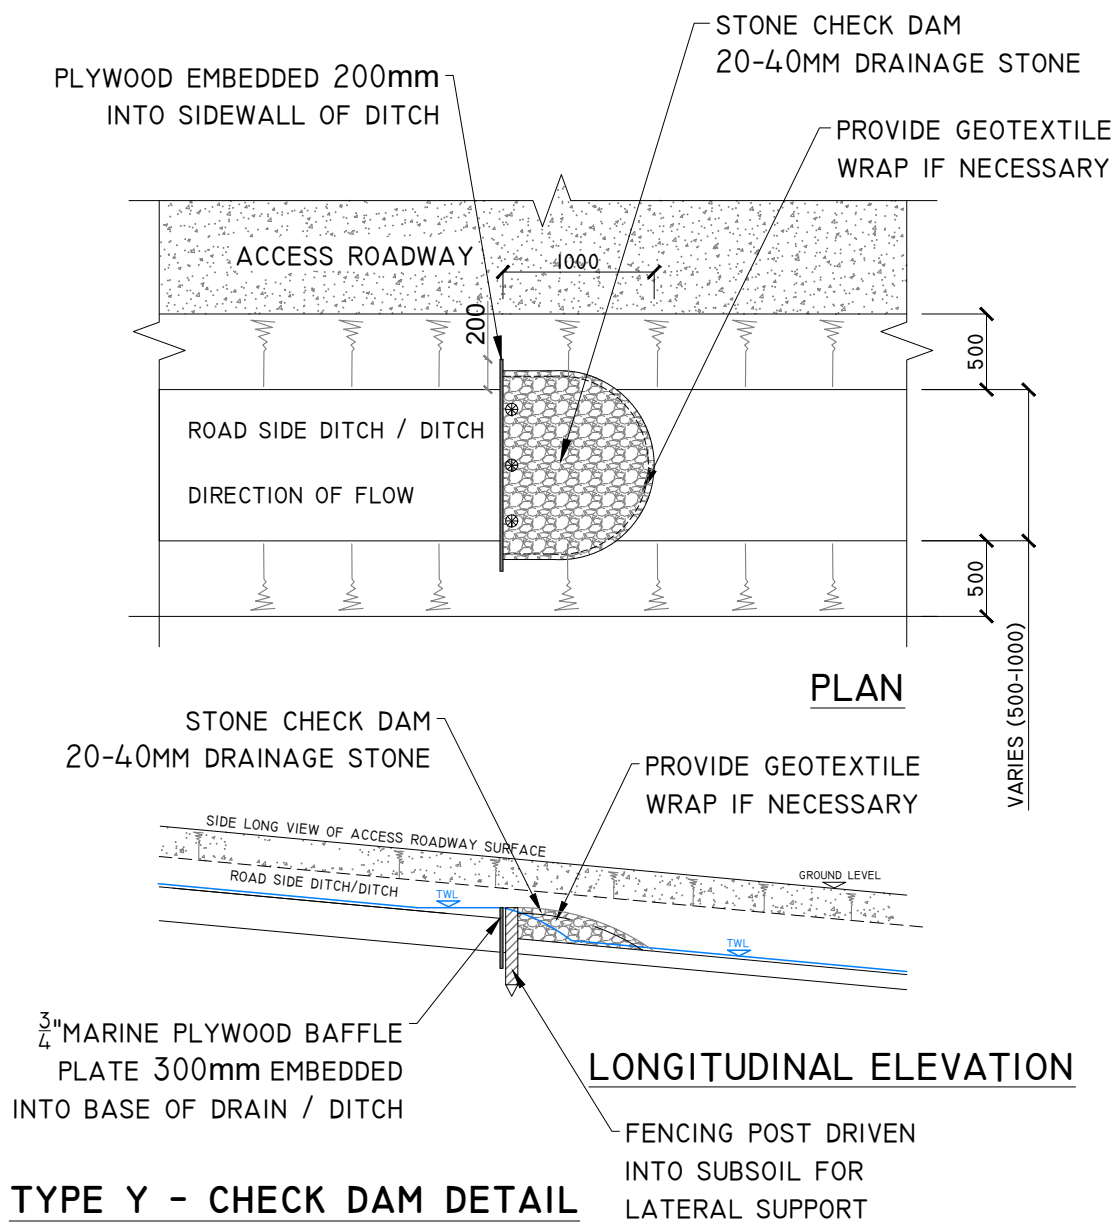 STONE CHECK DAM
20-40MM DRAINAGE STONE
PLYWOOD EMBEDDED 200mm
INTO SIDEWALL OF DITCH
PROVIDE GEOTEXTILE
WRAP IF NECESSARY
ACCESS ROADWAY
1000
200
500
ROAD SIDE DITCH / DITCH
DIRECTION OF FLOW
500
VARIES (500-1000)
PLAN
STONE CHECK DAM
20-40MM DRAINAGE STONE
PROVIDE GEOTEXTILE
WRAP IF NECESSARY
SIDE LONG VIEW OF ACCESS ROADWAY SURFACE
GROUND LEVEL
ROAD SIDE DITCH/DITCH
TWL
TWL
3/4"MARINE PLYWOOD BAFFLE
PLATE 300mm EMBEDDED
INTO BASE OF DRAIN / DITCH
LONGITUDINAL ELEVATION
FENCING POST DRIVEN
INTO SUBSOIL FOR
LATERAL SUPPORT
TYPE Y - CHECK DAM DETAIL